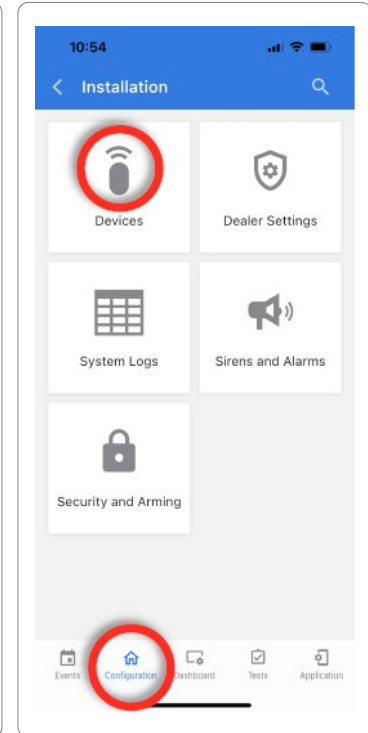 10:54
Installation
Devices
Dealer Settings
System Logs
Sirens and Alarms
Security and Arming
Events
Configuration
Dashboard
Tests
Application